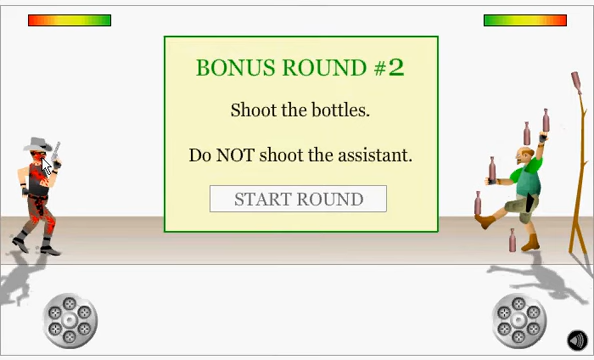 BONUS ROUND #2
Shoot the bottles.
Do NOT shoot the assistant.
START ROUND